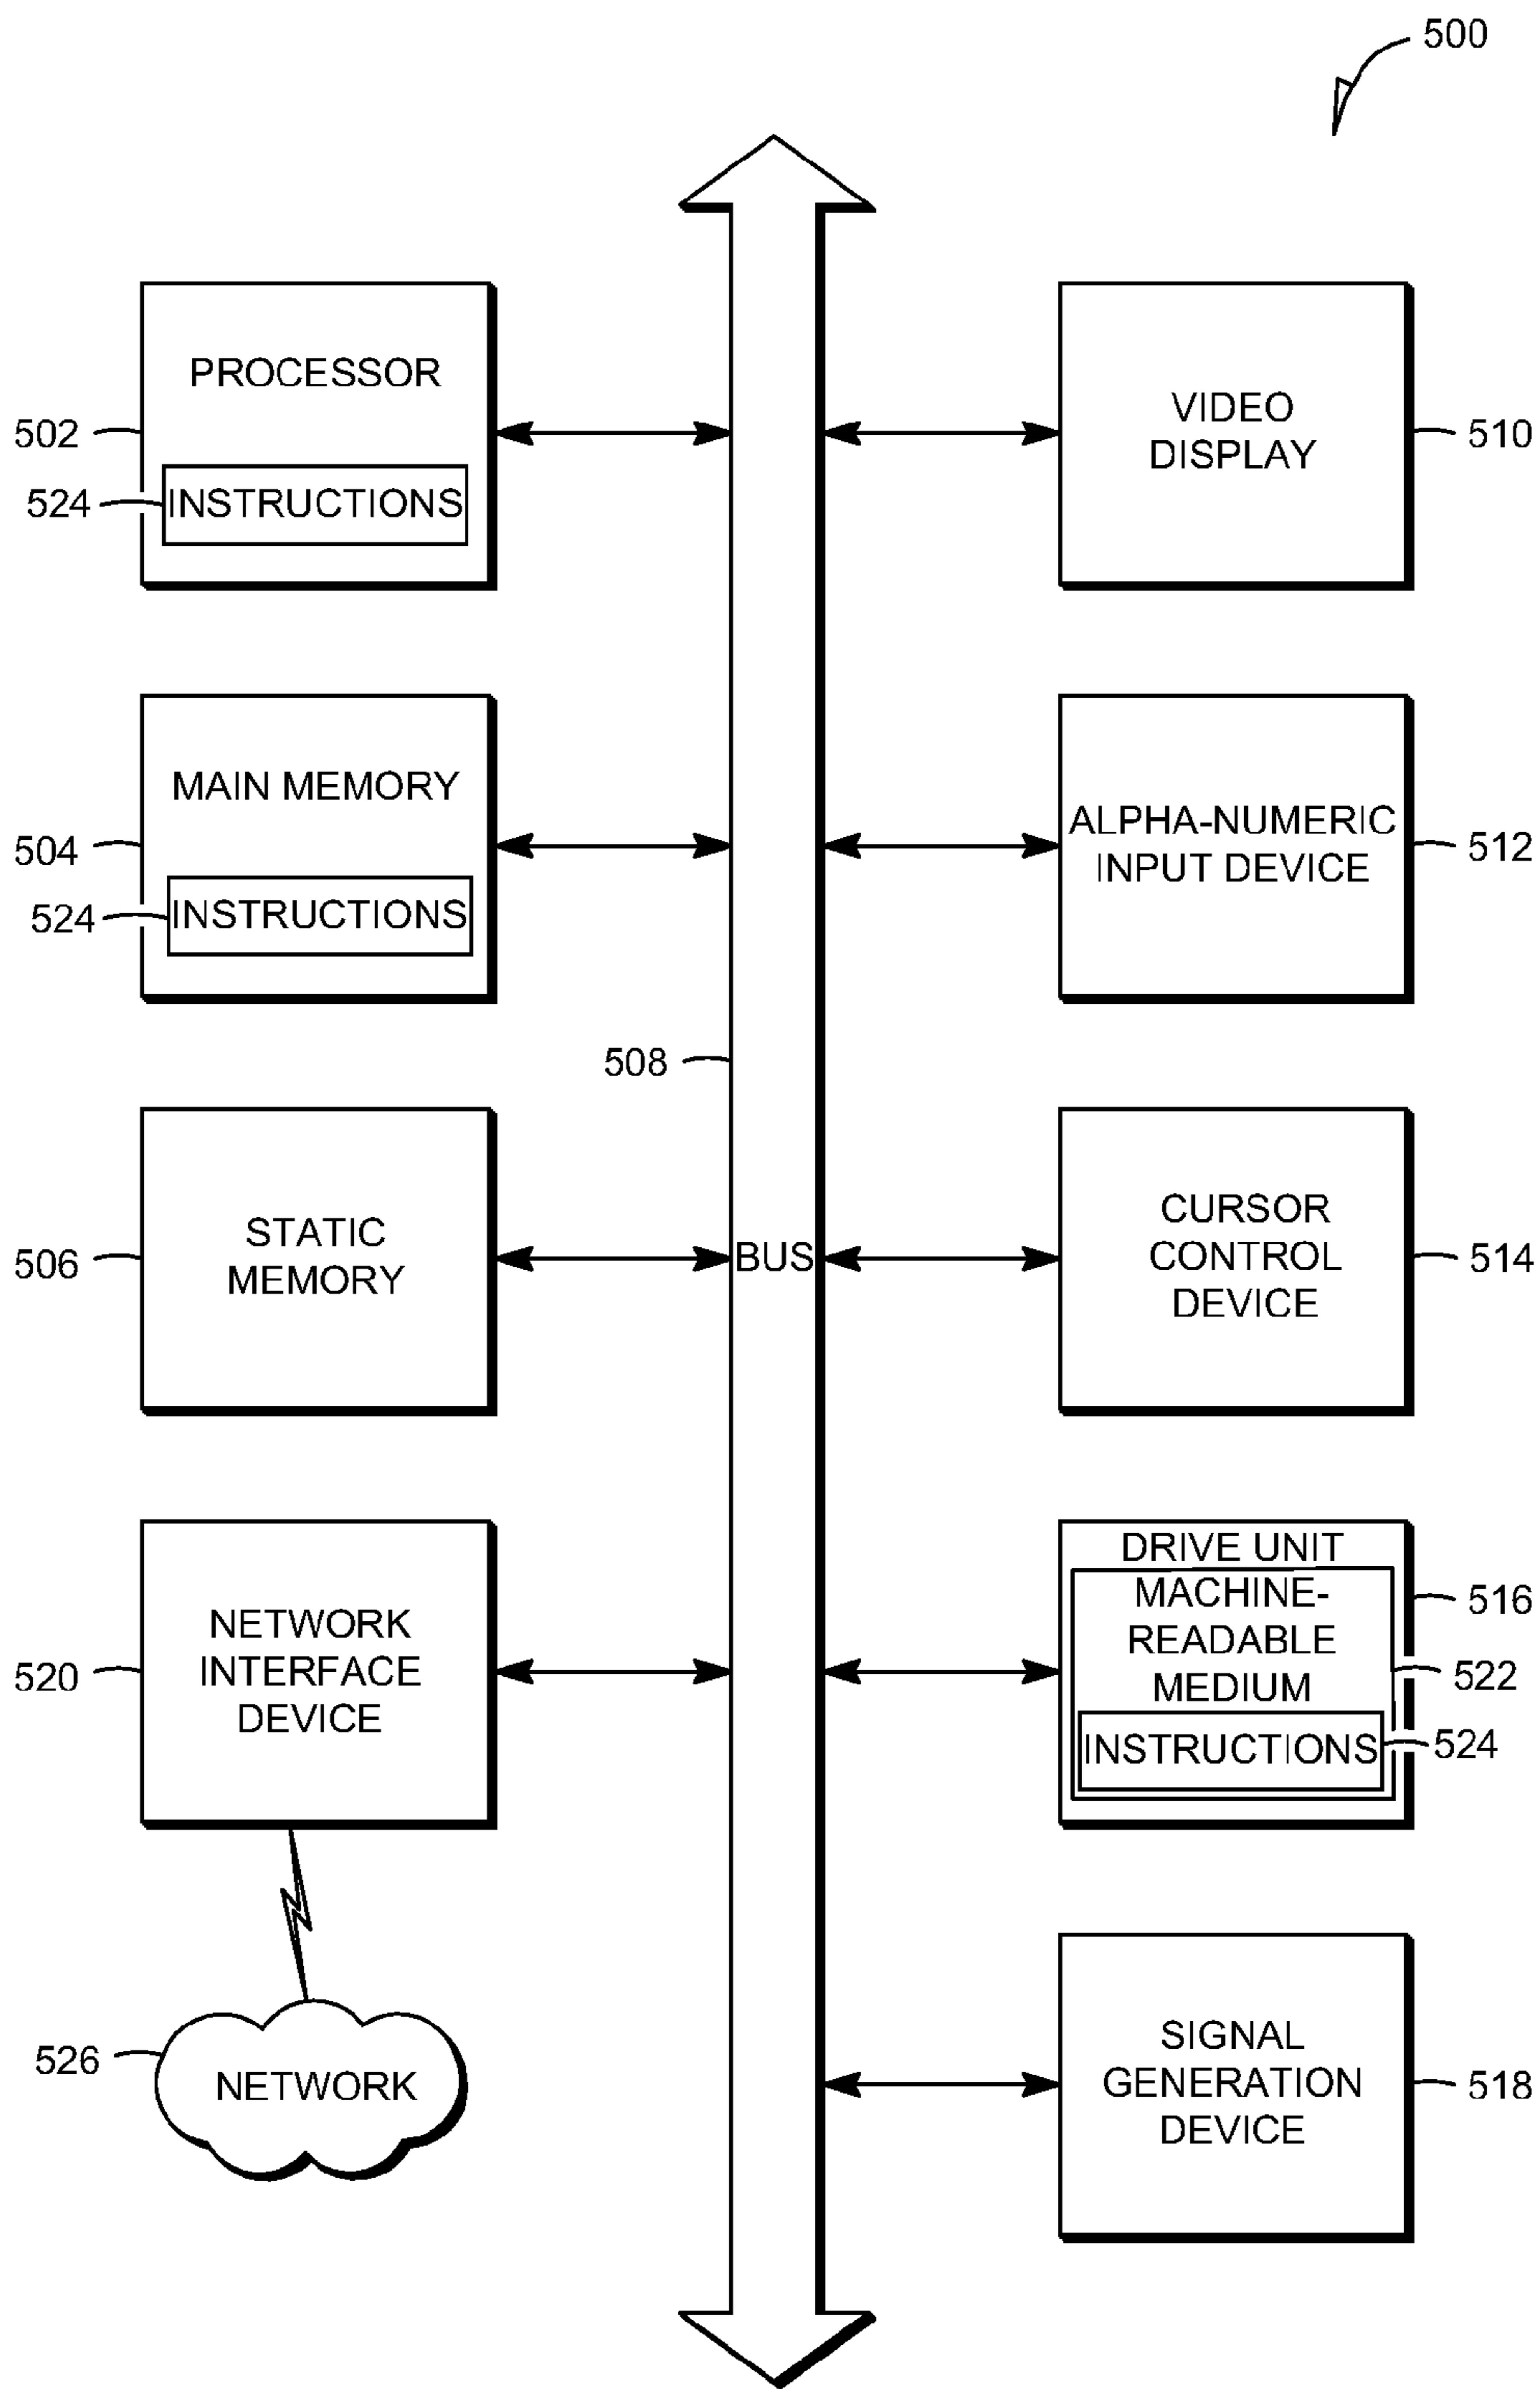 500
PROCESSOR
502
524
INSTRUCTIONS
VIDEO
DISPLAY
510
MAIN MEMORY
504
524
INSTRUCTIONS
ALPHA-NUMERIC
INPUT DEVICE
512
508
STATIC
MEMORY
506
BUS
CURSOR
CONTROL
DEVICE
514
NETWORK
INTERFACE
DEVICE
520
DRIVE UNIT
MACHINE-
READABLE
MEDIUM
INSTRUCTIONS
516
522
524
526
NETWORK
SIGNAL
GENERATION
DEVICE
518